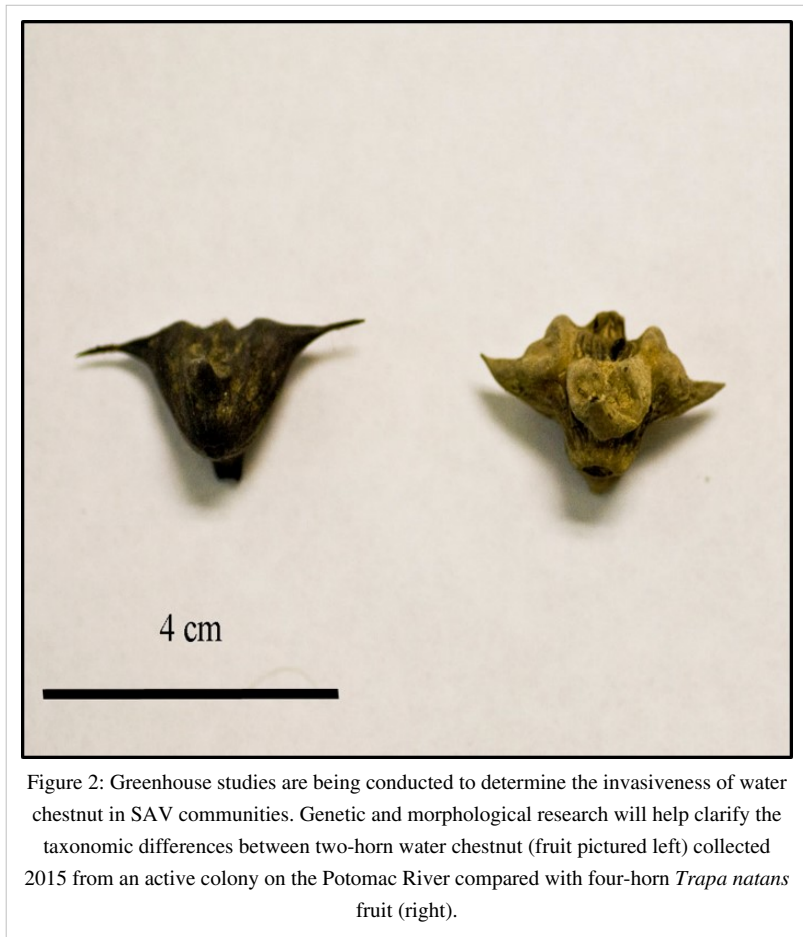 4 cm
Figure 2: Greenhouse studies are being conducted to determine the invasiveness of water
chestnut in SAV communities. Genetic and morphological research will help clarify the
taxonomic differences between two-horn water chestnut (fruit pictured left) collected
2015 from an active colony on the Potomac River compared with four-horn Trapa natans
fruit (right).